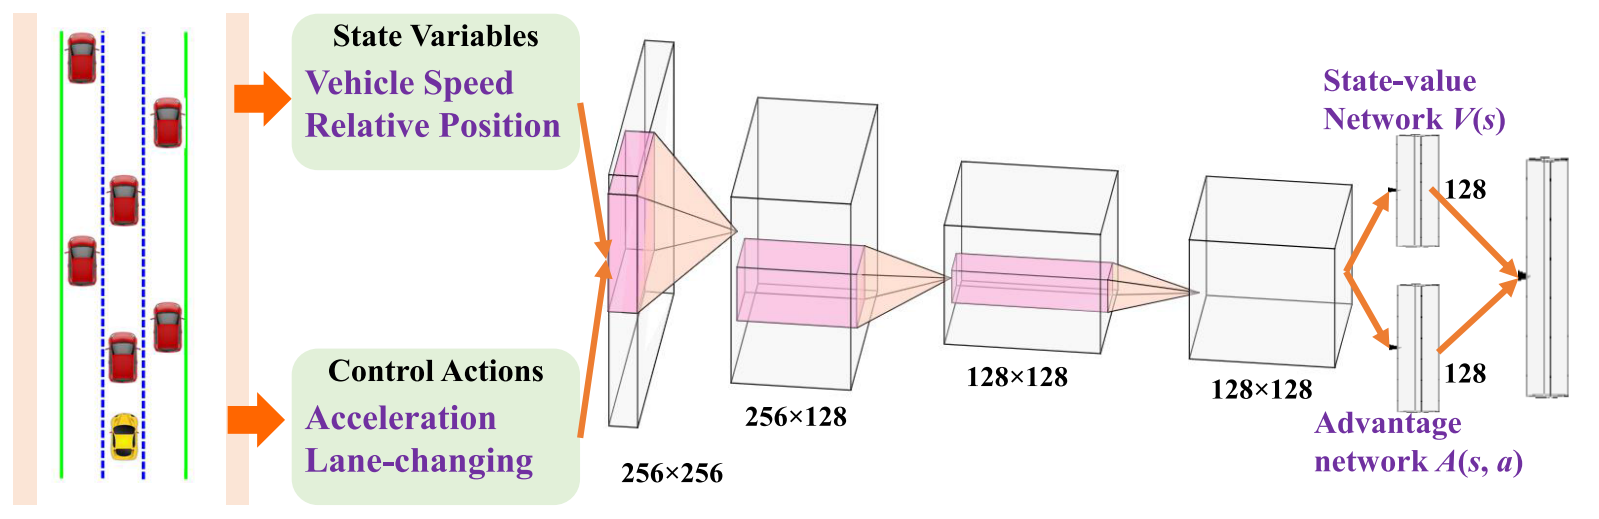 State Variables
Vehicle Speed
Relative Position
Control Actions
Acceleration
Lane-changing
256×256
256×128
128×128
128×128
State-value
Network V(s)
128
128
Advantage
network A(s, a)